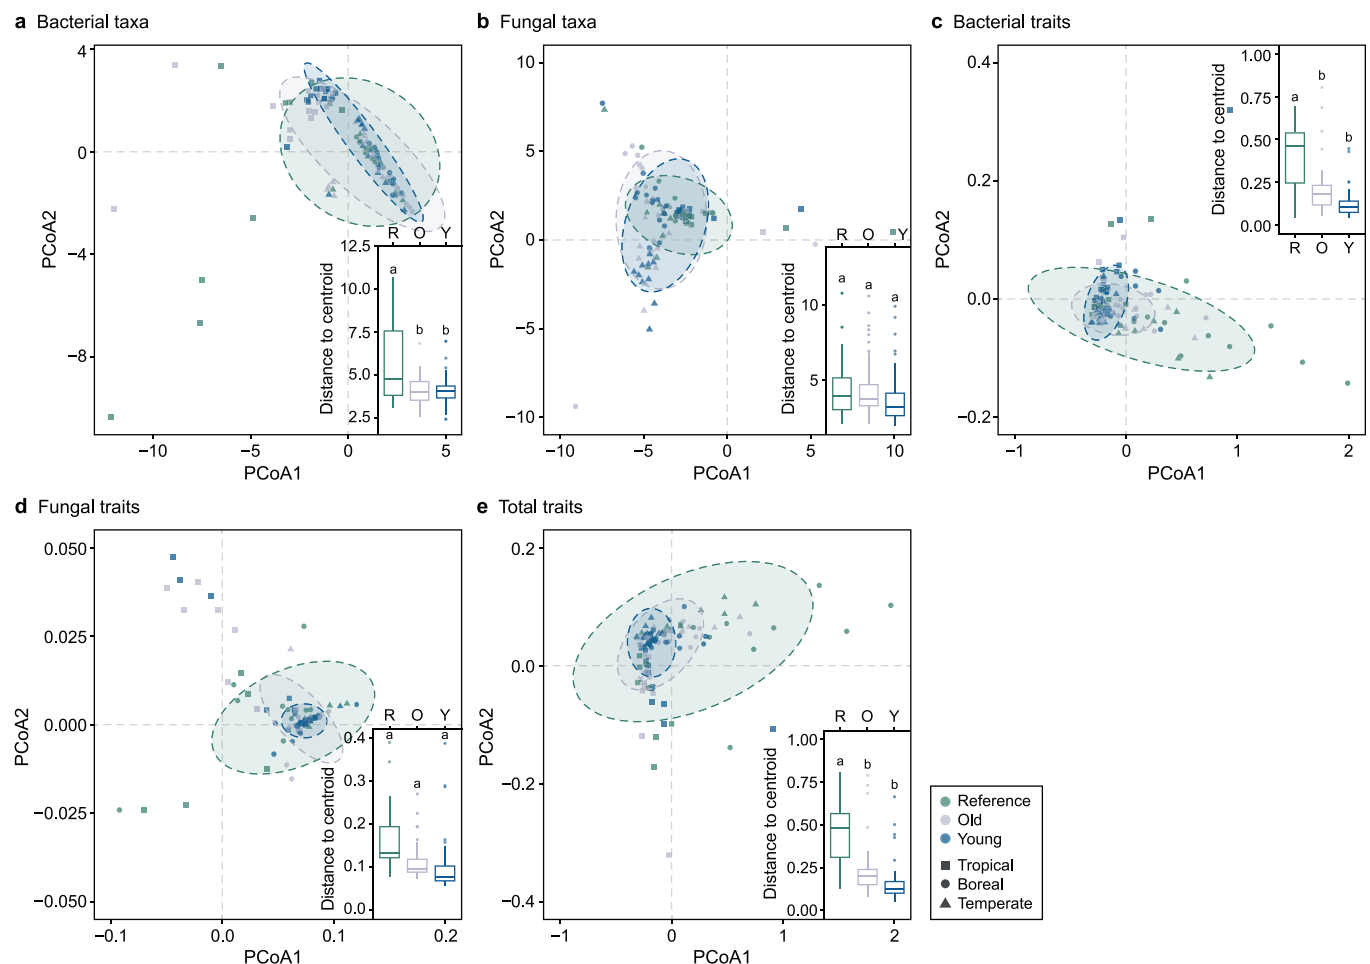 a Bacterial taxa
4
0
−4
−8
PCoA2
−10
−5
0
5
PCoA1
R O Y
12.5
10.0
7.5
5.0
2.5
Distance to centroid
a
b b
b Fungal taxa
10
5
0
−5
−10
PCoA2
−10
−5
0
5
10
PCoA1
R O Y
10
5
Distance to centroid
a a a
c Bacterial traits
0.4
0.2
0.0
−0.2
PCoA2
−1
0
1
2
PCoA1
1.00
0.75
0.50
0.25
0.00
Distance to centroid
a b b
R O Y
d Fungal traits
0.050
0.025
0.000
−0.025
−0.050
PCoA2
−0.1
0.0
0.1
0.2
PCoA1
R O Y
0.4
0.3
0.2
0.1
0.0
Distance to centroid
a a a
e Total traits
0.2
0.0
−0.2
−0.4
PCoA2
−1
0
1
2
PCoA1
R O Y
1.00
0.75
0.50
0.25
0.00
Distance to centroid
a b b
Reference
Old
Young
Tropical
Boreal
Temperate